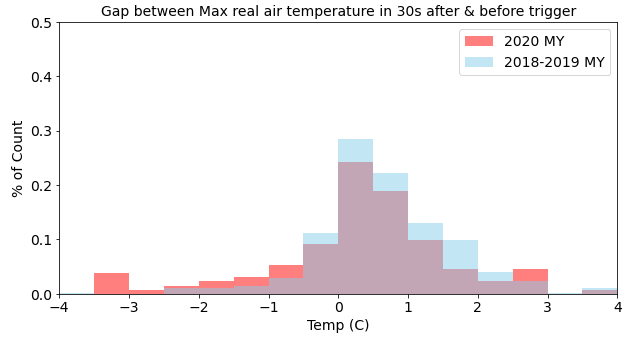 Gap between Max real air temperature in 30s after & before trigger
2020 MY
2018-2019 MY
% of Count
0.5
0.4
0.3
0.2
0.1
0.0
−4 −3 −2 −1 0 1 2 3 4
Temp (C)